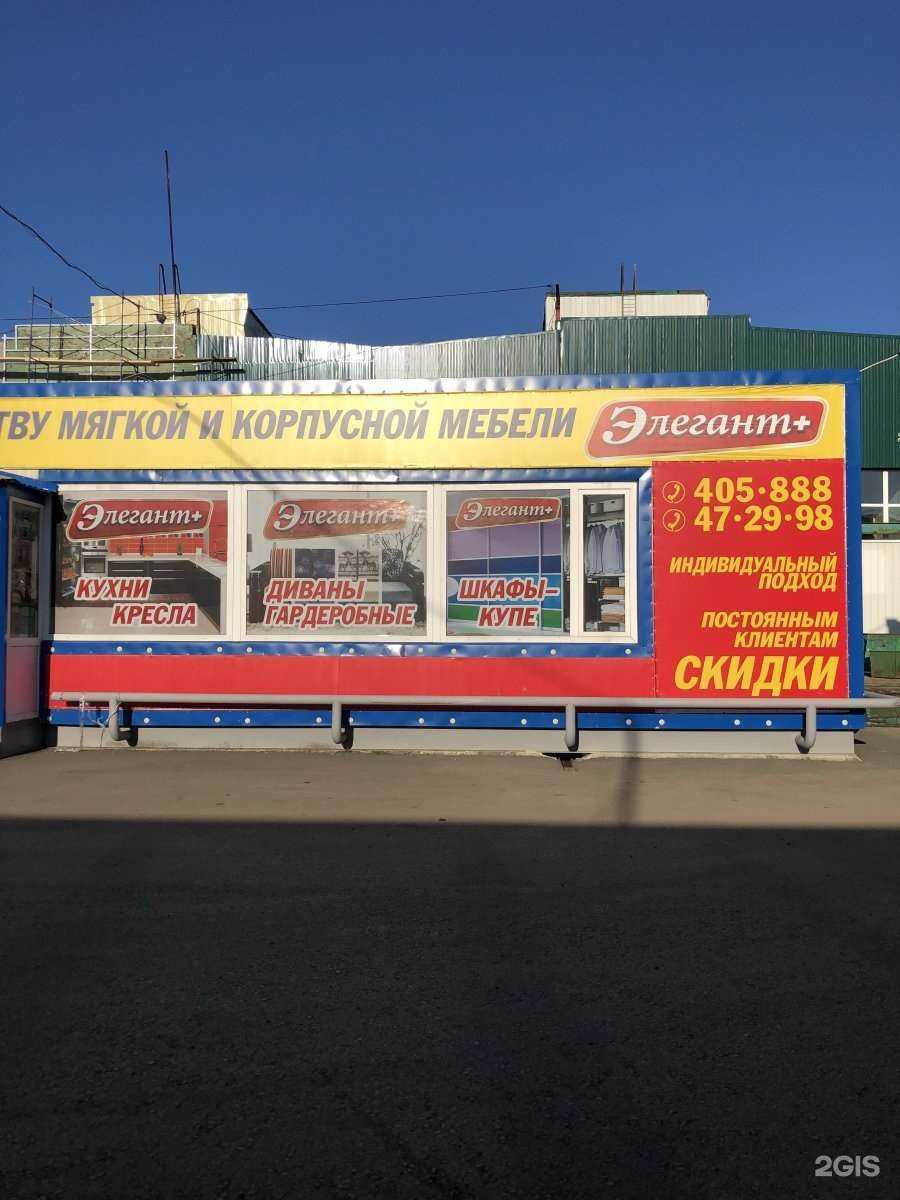 ТВУ МЯГКОЙ И КОРПУСНОЙ МЕБЕЛИ
Элегант+
405·888
47·29·98
ИНДИВИДУАЛЬНЫЙ
ПОДХОД
ПОСТОЯННЫМ
КЛИЕНТАМ
СКИДКИ
Элегант+
КУХНИ
КРЕСЛА
Элегант+
ДИВАНЫ
ГАРДЕРОБНЫЕ
Элегант+
ШКАФЫ-
КУПЕ
2GIS